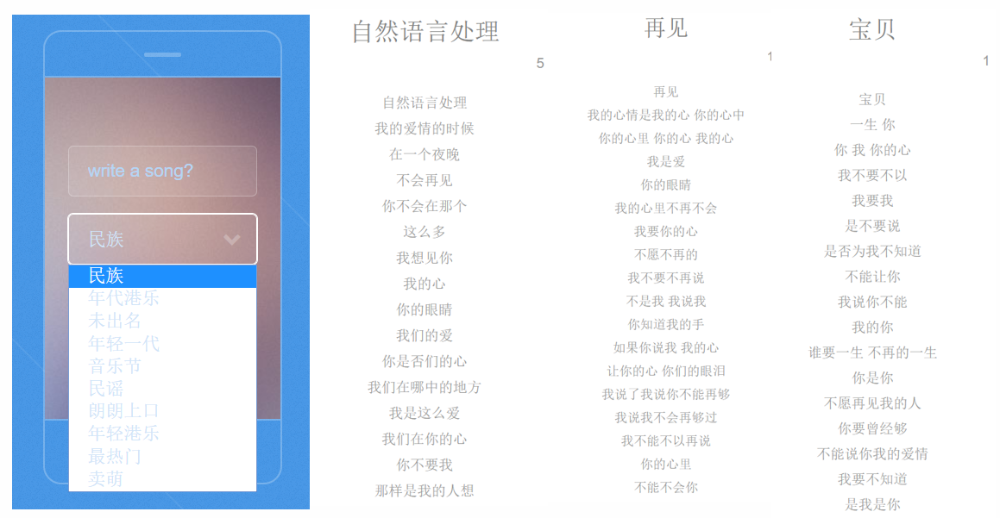 write a song?
民族
民族
年代港乐
未出名
年轻一代
音乐节
民谣
朗朗上口
年轻港乐
最热门
卖萌
自然语言处理
5
自然语言处理
我的爱情的时候
在一个夜晚
不会再见
你不会在那个
这么多
我想见你
我的心
你的眼睛
我们的爱
你是否们的心
我们在哪中的地方
我是这么爱
我们在你的心
你不要我
那样是我的人想
再见
1
再见
我的心情是我的心 你的心中
你的心里 你的心 我的心
我是爱
你的眼睛
我的心里不再不会
我要你的心
不愿不再的
我不要不再说
不是我 我说我
你知道我的手
如果你说我 我的心
让你的心 你们的眼泪
我说了我说你不能再够
我说我不会再够过
我不能不以再说
你的心里
不能不会你
宝贝
1
宝贝
一生 你
你 我 你的心
我不要不以
我要我
是不要说
是否为我不知道
不能让你
我说你不能
我的你
谁要一生 不再的一生
你是你
不愿再见我的人
你要曾经够
不能说你我的爱情
我要不知道
是我是你